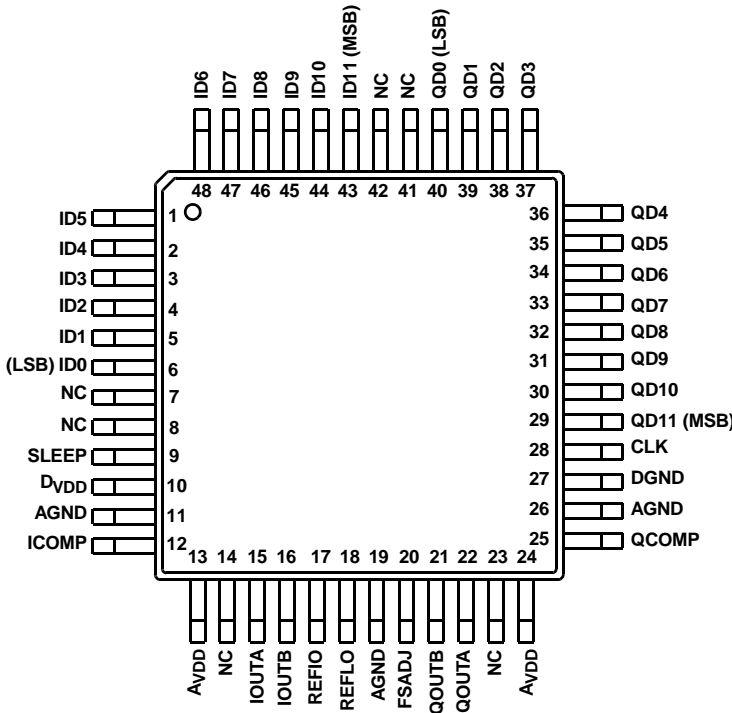 ID6
ID7
ID8
ID9
ID10
ID11 (MSB)
NC
NC
QD0 (LSB)
QD1
QD2
QD3
48
47
46
45
44
43
42
41
40
39
38
37
ID5
1
36
QD4
ID4
2
35
QD5
ID3
3
34
QD6
ID2
4
33
QD7
ID1
5
32
QD8
(LSB) ID0
6
31
QD9
NC
7
30
QD10
NC
8
29
QD11 (MSB)
SLEEP
9
28
CLK
DVDD
10
27
DGND
AGND
11
26
AGND
ICOMP
12
25
QCOMP
13
14
15
16
17
18
19
20
21
22
23
24
AVDD
NC
IOUTA
IOUTB
REFIO
REFLO
AGND
FSADJ
QOUTB
QOUTA
NC
AVDD